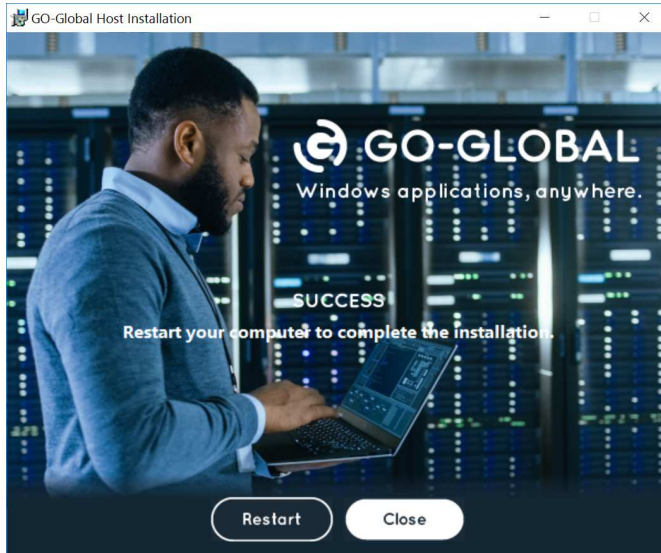 GO-Global Host Installation
GO-GLOBAL
Windows applications, anywhere.
SUCCESS
Restart your computer to complete the installation.
Restart
Close